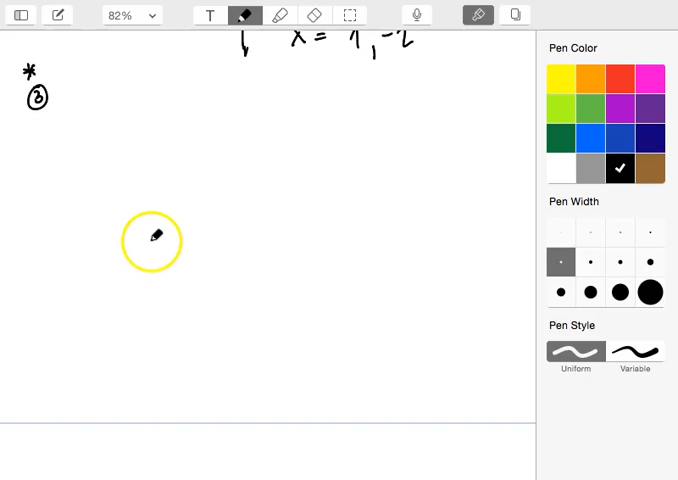 82% T
x = 1, -2
*
③
Pen Color
Pen Width
Pen Style
Uniform Variable